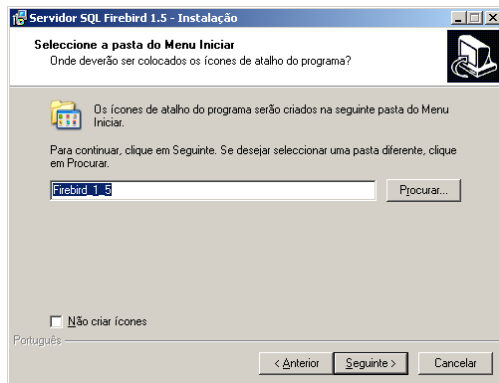 Servidor SQL Firebird 1.5 - Instalação
Seleccione a pasta do Menu Iniciar
Onde deverão ser colocados os ícones de atalho do programa?
Os ícones de atalho do programa serão criados na seguinte pasta do Menu
Iniciar.
Para continuar, clique em Seguinte. Se desejar seleccionar uma pasta diferente, clique
em Procurar.
Firebird_1_5
Procurar...
Não criar ícones
Português
< Anterior
Seguinte >
Cancelar